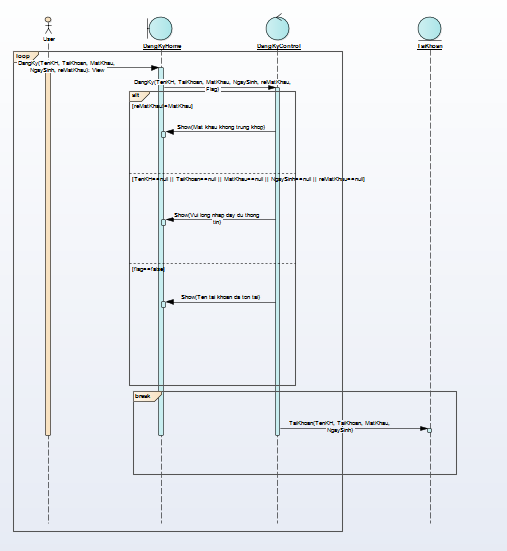 User
DangKyHome
DangKyControl
TaiKhoan
loop
DangKy(TenKH, TaiKhoan, MatKhau,
NgaySinh, reMatKhau): View
DangKy(TenKH, TaiKhoan, MatKhau, NgaySinh, reMatKhau,
Flag)
alt
[reMatKhau!=MatKhau]
Show(Mat khau khong trung khop)
[TenKH==null || TaiKhoan==null || MatKhau==null || NgaySinh==null || reMatKhau==null]
Show(Vui long nhap day du thong
tin)
[flag==false]
Show(Ten tai khoan da ton tai)
break
TaiKhoan(TenKH, TaiKhoan, MatKhau,
NgaySinh)